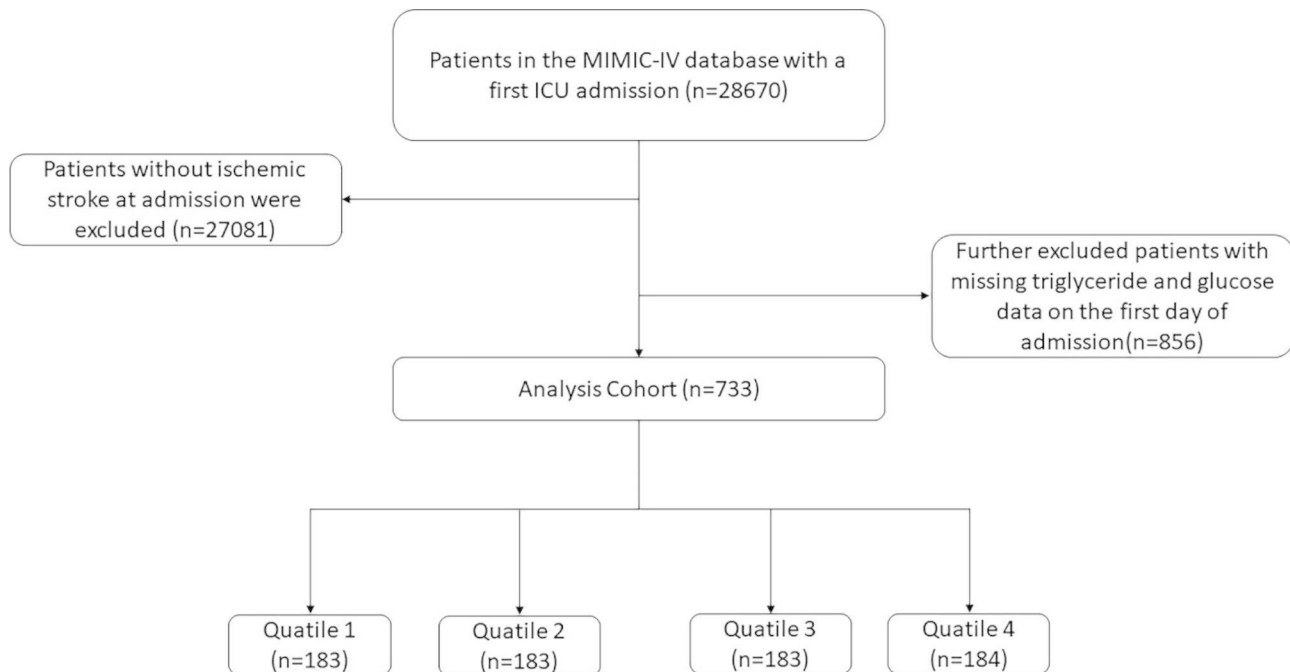 Patients in the MIMIC-IV database with a
first ICU admission (n=28670)
Patients without ischemic
stroke at admission were
excluded (n=27081)
Further excluded patients with
missing triglyceride and glucose
data on the first day of
admission(n=856)
Analysis Cohort (n=733)
Quatile 1
(n=183)
Quatile 2
(n=183)
Quatile 3
(n=183)
Quatile 4
(n=184)